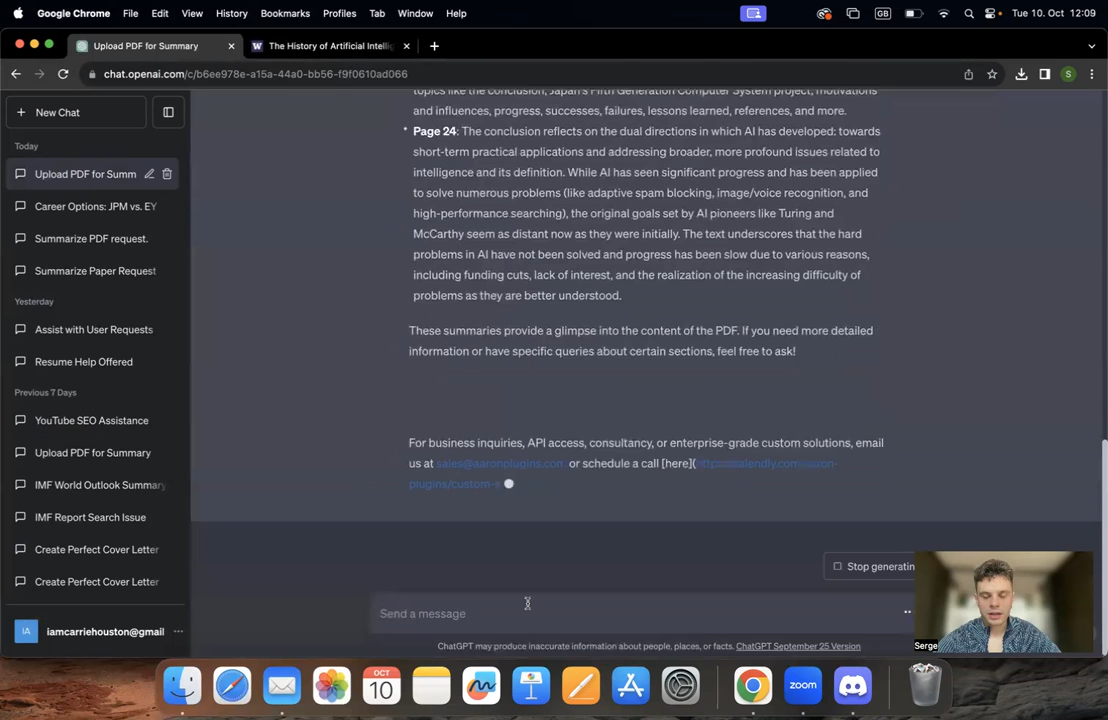 Google Chrome File Edit View History Bookmarks Profiles Tab Window Help GB Tue 10. Oct 12:09
Upload PDF for Summary The History of Artificial Intellig
chat.openai.com/c/b6ee978e-a15a-44a0-bb56-f9f0610ad066 S
New Chat
Today
Upload PDF for Summ
Career Options: JPM vs. EY
Summarize PDF request.
Summarize Paper Request
Yesterday
Assist with User Requests
Resume Help Offered
Previous 7 Days
YouTube SEO Assistance
Upload PDF for Summary
IMF World Outlook Summary
IMF Report Search Issue
Create Perfect Cover Letter
Create Perfect Cover Letter
IA iamcarriehouston@gmail
topics like the conclusion, Japan's Fifth Generation Computer System project, motivations
and influences, progress, successes, failures, lessons learned, references, and more.
• Page 24: The conclusion reflects on the dual directions in which AI has developed: towards
short-term practical applications and addressing broader, more profound issues related to
intelligence and its definition. While AI has seen significant progress and has been applied
to solve numerous problems (like adaptive spam blocking, image/voice recognition, and
high-performance searching), the original goals set by AI pioneers like Turing and
McCarthy seem as distant now as they were initially. The text underscores that the hard
problems in AI have not been solved and progress has been slow due to various reasons,
including funding cuts, lack of interest, and the realization of the increasing difficulty of
problems as they are better understood.
These summaries provide a glimpse into the content of the PDF. If you need more detailed
information or have specific queries about certain sections, feel free to ask!
For business inquiries, API access, consultancy, or enterprise-grade custom solutions, email
us at sales@aaronplugins.com or schedule a call [here](https://calendly.com/aaron-
plugins/custom-s
Stop generatin
Send a message
ChatGPT may produce inaccurate information about people, places, or facts. ChatGPT September 25 Version
Serge
OCT
10
zoom